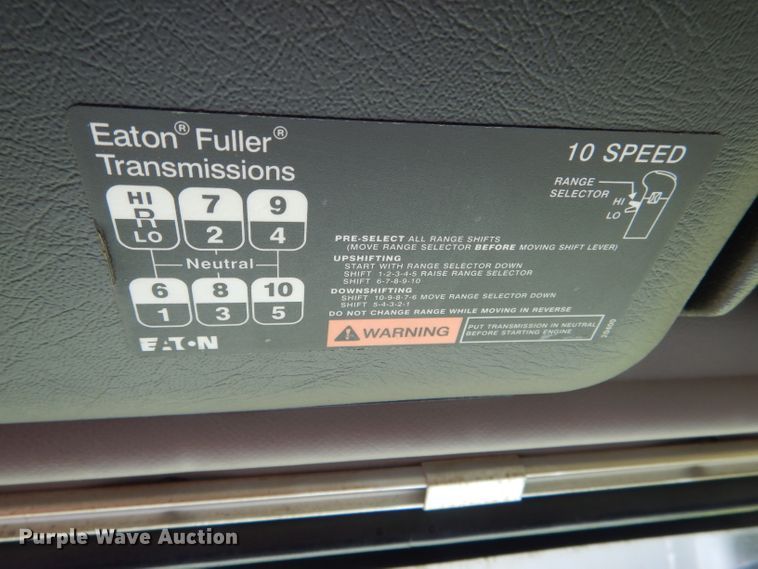 Eaton® Fuller®
Transmissions
10 SPEED
RANGE
SELECTOR
HI
LO
HI
R
LO
7
2
9
4
Neutral
6
1
8
3
10
5
PRE-SELECT ALL RANGE SHIFTS
(MOVE RANGE SELECTOR BEFORE MOVING SHIFT LEVER)
UPSHIFTING
START WITH RANGE SELECTOR DOWN
SHIFT 1-2-3-4-5 RAISE RANGE SELECTOR
SHIFT 6-7-8-9-10
DOWNSHIFTING
SHIFT 10-9-8-7-6 MOVE RANGE SELECTOR DOWN
SHIFT 5-4-3-2-1
DO NOT CHANGE RANGE WHILE MOVING IN REVERSE
WARNING
PUT TRANSMISSION IN NEUTRAL
BEFORE STARTING ENGINE
EATON
Purple Wave Auction